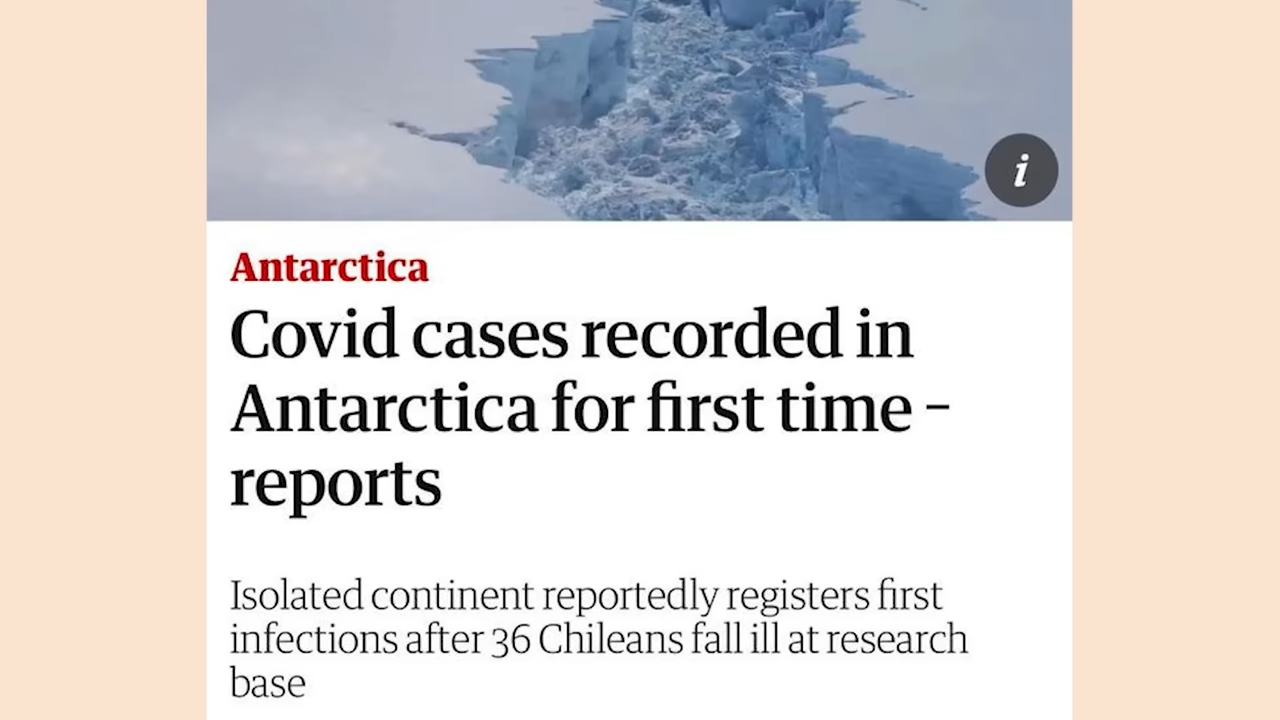 i
Antarctica
Covid cases recorded in
Antarctica for first time –
reports
Isolated continent reportedly registers first
infections after 36 Chileans fall ill at research
base